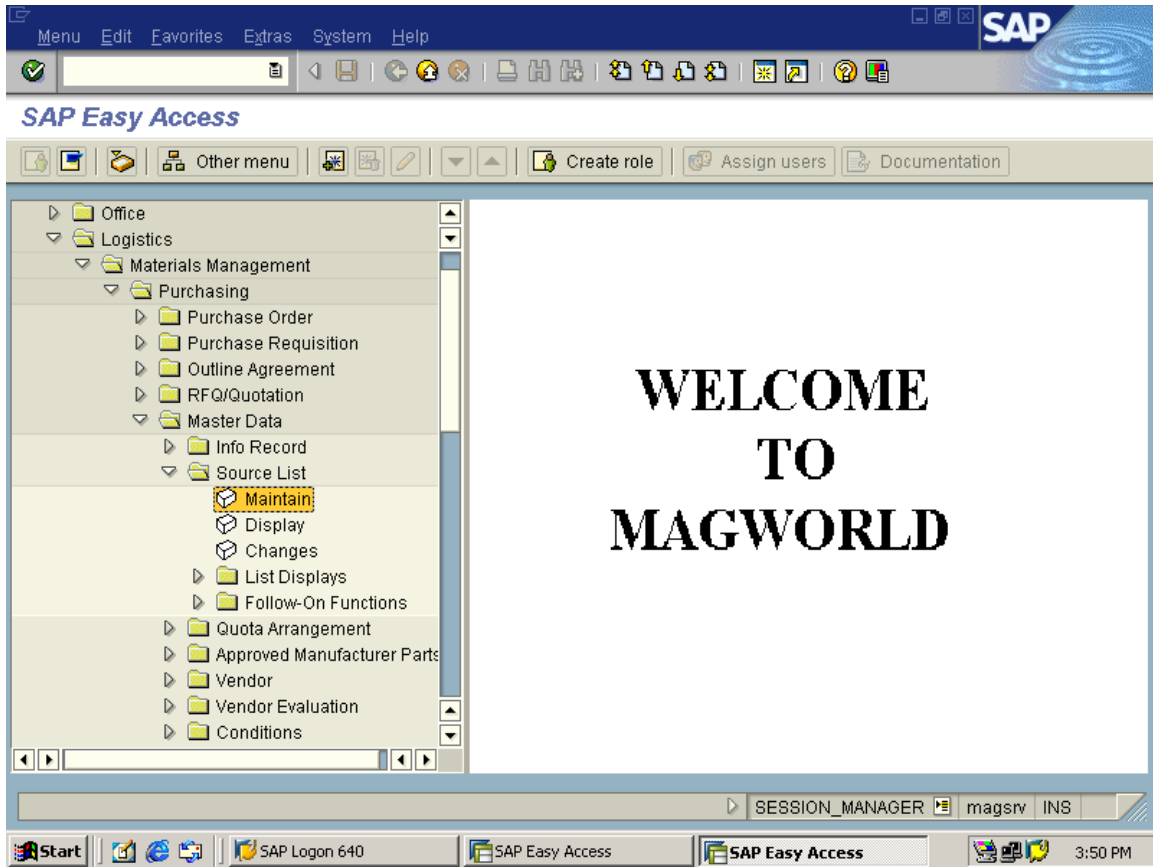 Menu Edit Favorites Extras System Help
SAP
SAP Easy Access
Other menu Create role Assign users Documentation
Office
Logistics
Materials Management
Purchasing
Purchase Order
Purchase Requisition
Outline Agreement
RFQ/Quotation
Master Data
Info Record
Source List
Maintain
Display
Changes
List Displays
Follow-On Functions
Quota Arrangement
Approved Manufacturer Parts
Vendor
Vendor Evaluation
Conditions
WELCOME
TO
MAGWORLD
SESSION_MANAGER magsrv INS
Start SAP Logon 640 SAP Easy Access SAP Easy Access 3:50 PM